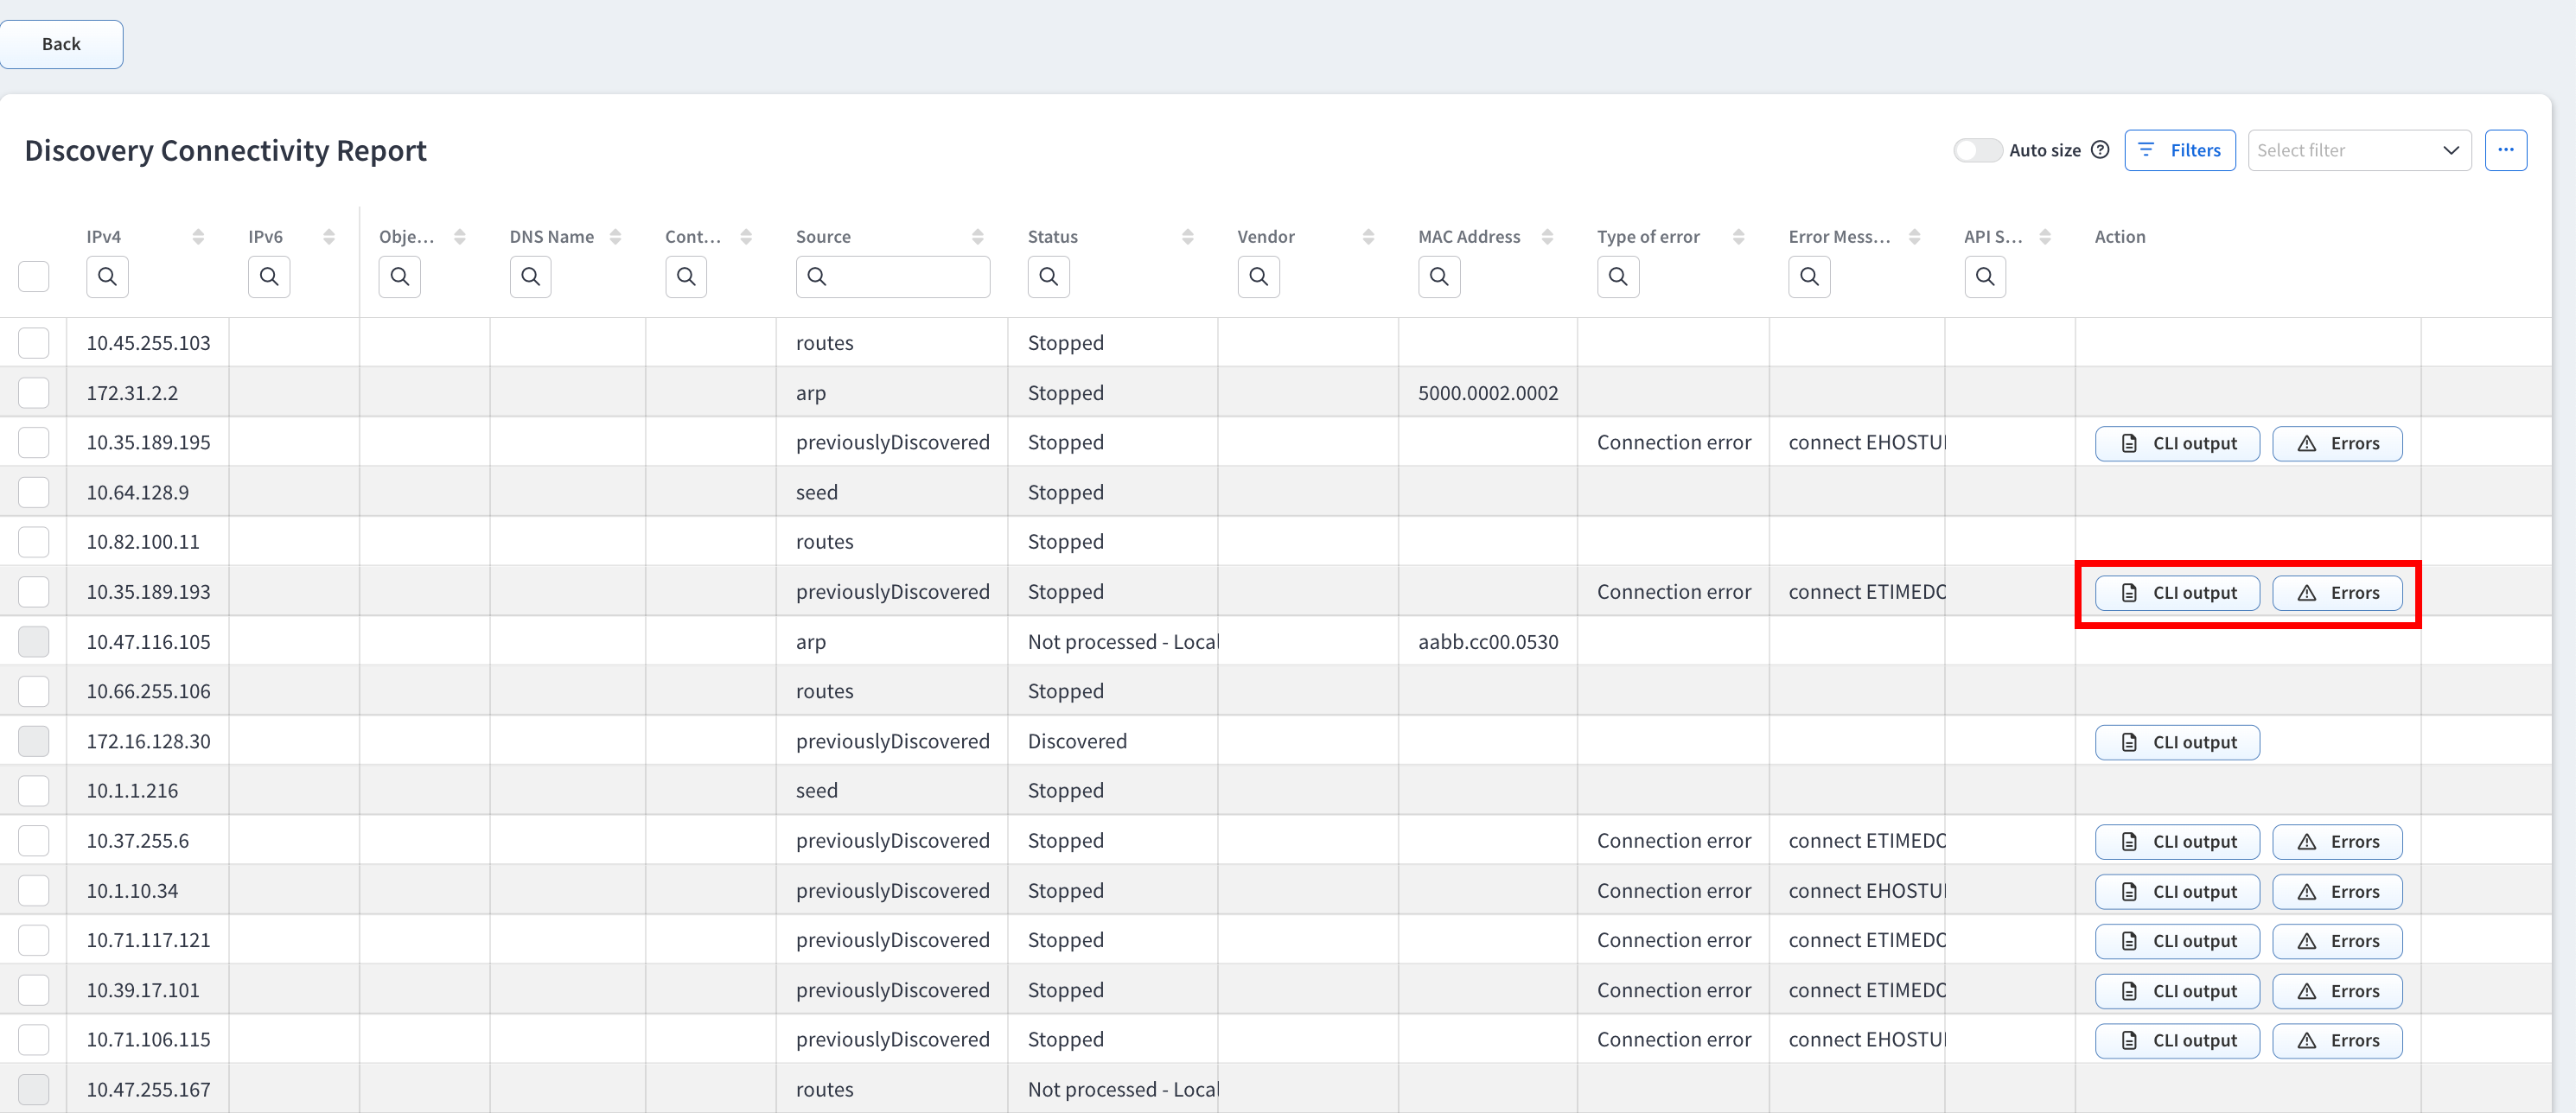 Back
Discovery Connectivity Report
Auto size Filters Select filter
IPv4 IPv6 Obje... DNS Name Cont... Source Status Vendor MAC Address Type of error Error Mess... API S... Action
10.45.255.103 routes Stopped
172.31.2.2 arp Stopped 5000.0002.0002
10.35.189.195 previouslyDiscovered Stopped Connection error connect EHOSTU CLI output Errors
10.64.128.9 seed Stopped
10.82.100.11 routes Stopped
10.35.189.193 previouslyDiscovered Stopped Connection error connect ETIMEDO CLI output Errors
10.47.116.105 arp Not processed - Local aabb.cc00.0530
10.66.255.106 routes Stopped
172.16.128.30 previouslyDiscovered Discovered CLI output
10.1.1.216 seed Stopped
10.37.255.6 previouslyDiscovered Stopped Connection error connect ETIMEDO CLI output Errors
10.1.10.34 previouslyDiscovered Stopped Connection error connect EHOSTU CLI output Errors
10.71.117.121 previouslyDiscovered Stopped Connection error connect ETIMEDO CLI output Errors
10.39.17.101 previouslyDiscovered Stopped Connection error connect ETIMEDO CLI output Errors
10.71.106.115 previouslyDiscovered Stopped Connection error connect EHOSTU CLI output Errors
10.47.255.167 routes Not processed - Local